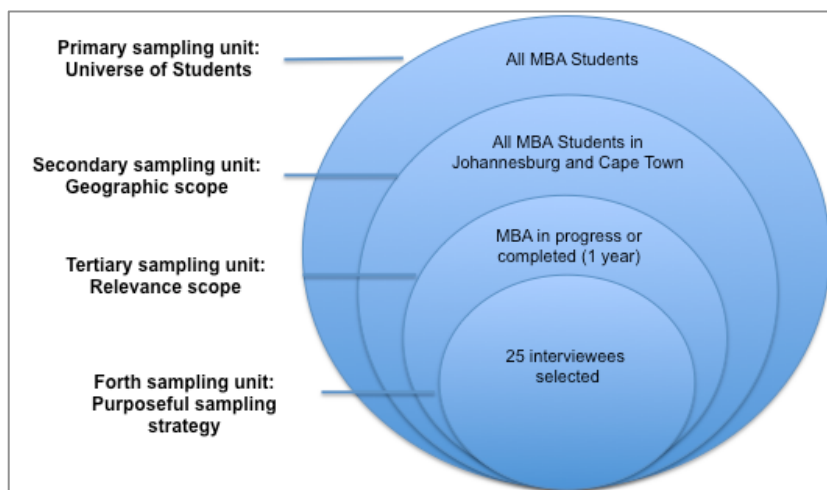 Primary sampling unit:
Universe of Students
All MBA Students
Secondary sampling unit:
Geographic scope
All MBA Students in
Johannesburg and Cape Town
Tertiary sampling unit:
Relevance scope
MBA in progress or
completed (1 year)
Forth sampling unit:
Purposeful sampling
strategy
25 interviewees
selected